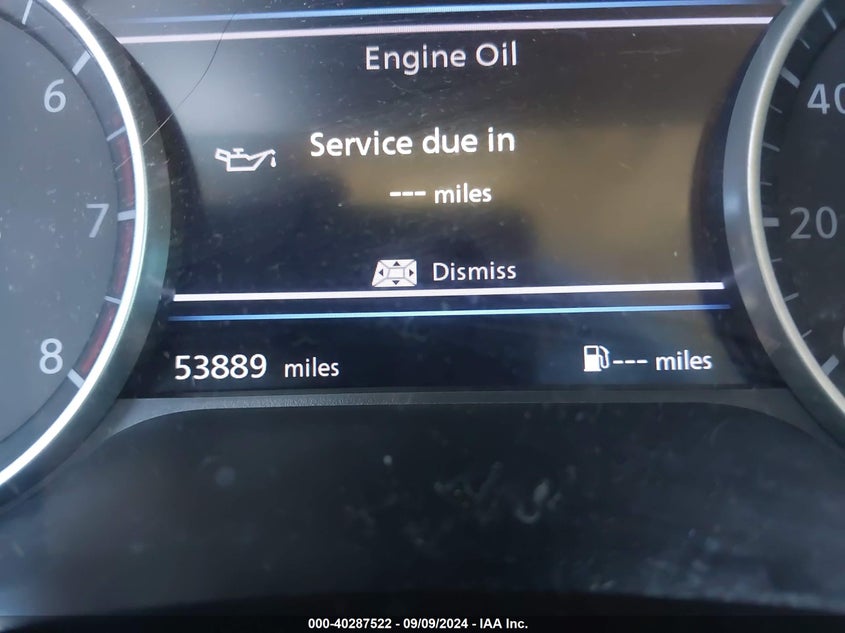 Engine Oil
Service due in
--- miles
Dismiss
53889 miles
--- miles
6
7
8
40
20
000-40287522 - 09/09/2024 - IAA Inc.